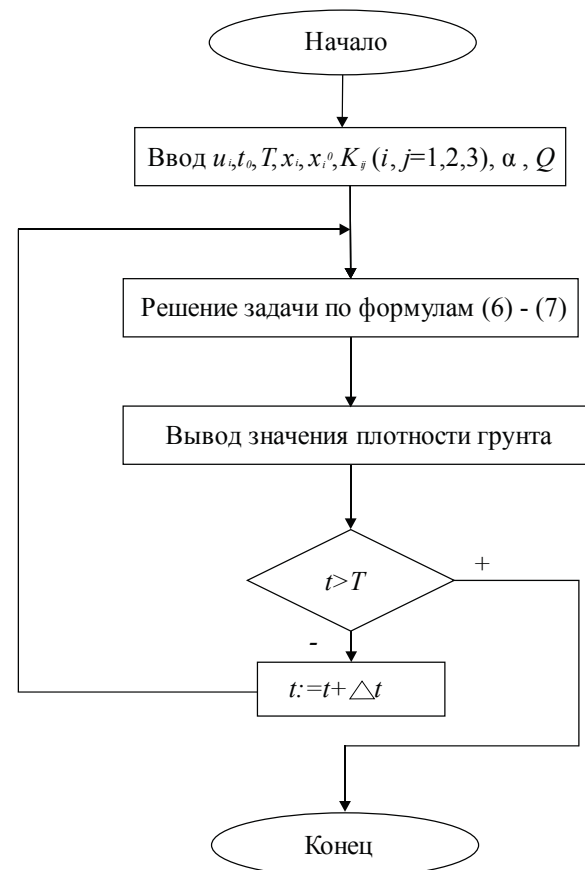 Начало
Ввод uᵢ,t₀,T,xᵢ,xᵢ⁰,Kᵢⱼ (i, j=1,2,3), α , Q
Решение задачи по формулам (6) - (7)
Вывод значения плотности грунта
t>T
+
-
t:=t+△t
Конец